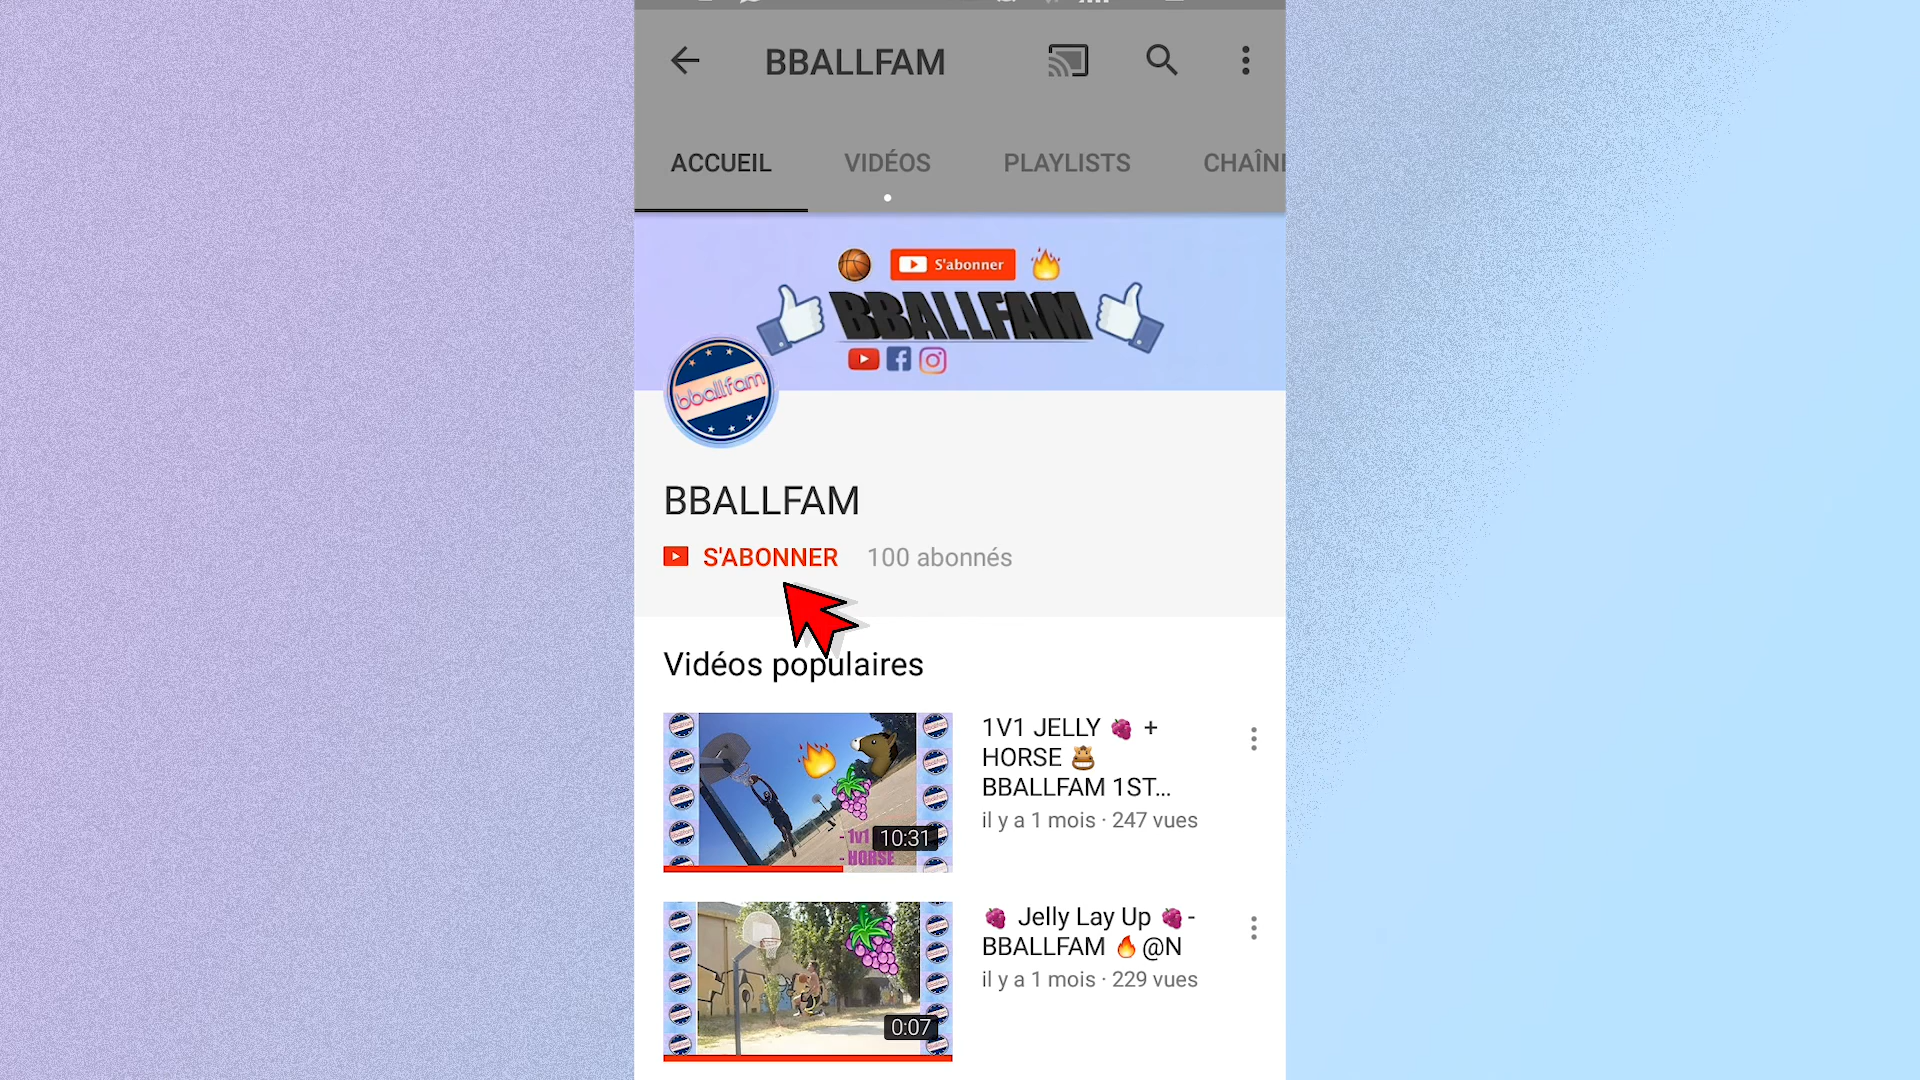 BBALLFAM
ACCUEIL VIDÉOS PLAYLISTS CHAÎN
S'abonner
BBALLFAM
bballfam
BBALLFAM
S'ABONNER 100 abonnés
Vidéos populaires
1V1 JELLY 🍇 +
HORSE 🐴
BBALLFAM 1ST...
il y a 1 mois · 247 vues
- 1v1
- HORSE
10:31
🍇 Jelly Lay Up 🍇-
BBALLFAM 🔥 @N
il y a 1 mois · 229 vues
0:07